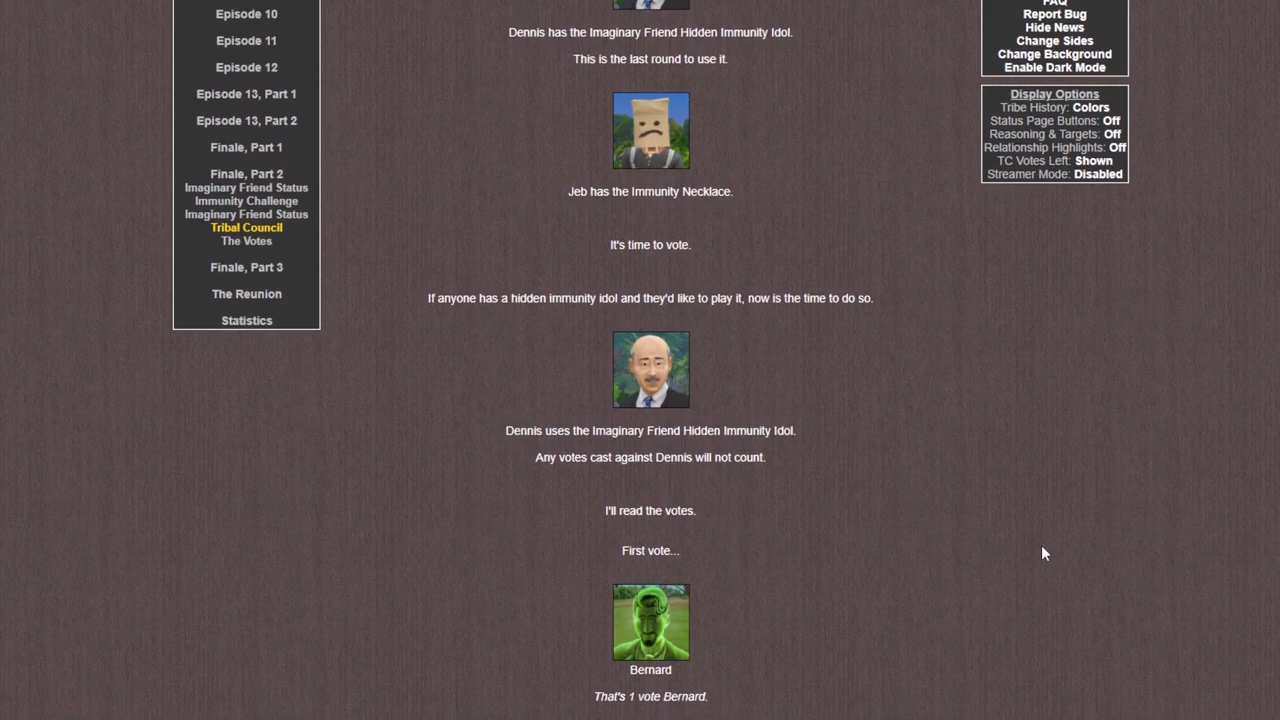 Episode 10
Episode 11
Episode 12
Episode 13, Part 1
Episode 13, Part 2
Finale, Part 1
Finale, Part 2
Imaginary Friend Status
Immunity Challenge
Imaginary Friend Status
Tribal Council
The Votes
Finale, Part 3
The Reunion
Statistics
Dennis has the Imaginary Friend Hidden Immunity Idol.
This is the last round to use it.
Jeb has the Immunity Necklace.
It's time to vote.
If anyone has a hidden immunity idol and they'd like to play it, now is the time to do so.
Dennis uses the Imaginary Friend Hidden Immunity Idol.
Any votes cast against Dennis will not count.
I'll read the votes.
First vote...
Bernard
That's 1 vote Bernard.
FAQ
Report Bug
Hide News
Change Sides
Change Background
Enable Dark Mode
Display Options
Tribe History: Colors
Status Page Buttons: Off
Reasoning & Targets: Off
Relationship Highlights: Off
TC Votes Left: Shown
Streamer Mode: Disabled